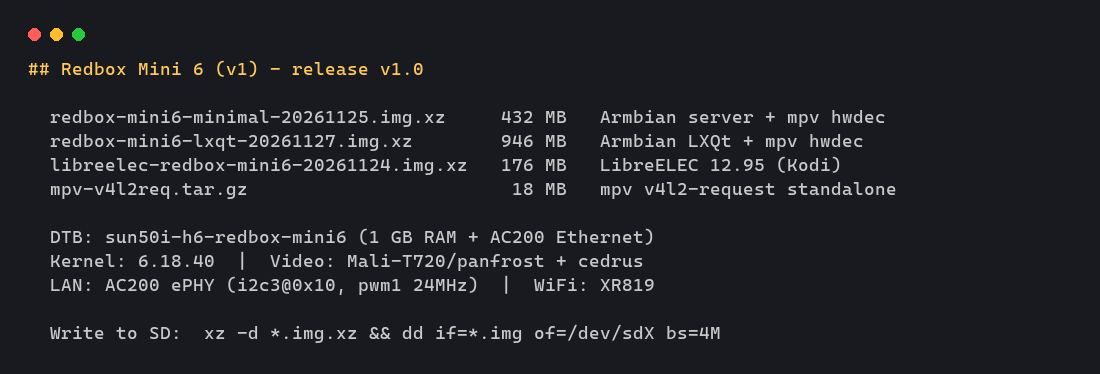 ## Redbox Mini 6 (v1) - release v1.0
redbox-mini6-minimal-20261125.img.xz 432 MB Armbian server + mpv hwdec
redbox-mini6-lxqt-20261127.img.xz 946 MB Armbian LXQt + mpv hwdec
libreelec-redbox-mini6-20261124.img.xz 176 MB LibreELEC 12.95 (Kodi)
mpv-v4l2req.tar.gz 18 MB mpv v4l2-request standalone
DTB: sun50i-h6-redbox-mini6 (1 GB RAM + AC200 Ethernet)
Kernel: 6.18.40 | Video: Mali-T720/panfrost + cedrus
LAN: AC200 ePHY (i2c3@0x10, pwm1 24MHz) | WiFi: XR819
Write to SD: xz -d *.img.xz && dd if=*.img of=/dev/sdX bs=4M